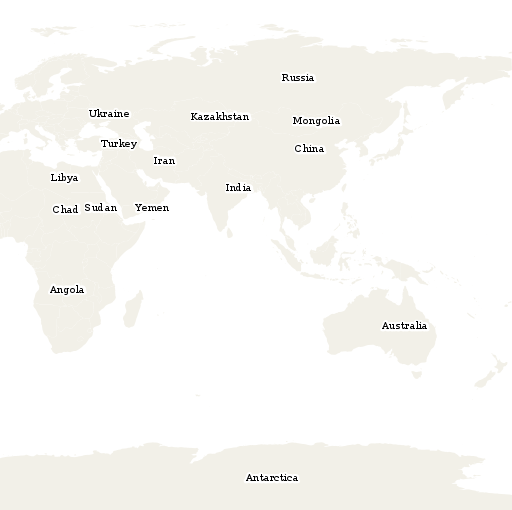 Russia
Ukraine
Kazakhstan
Mongolia
Turkey
China
Iran
Libya
India
Chad
Sudan
Yemen
Angola
Australia
Antarctica